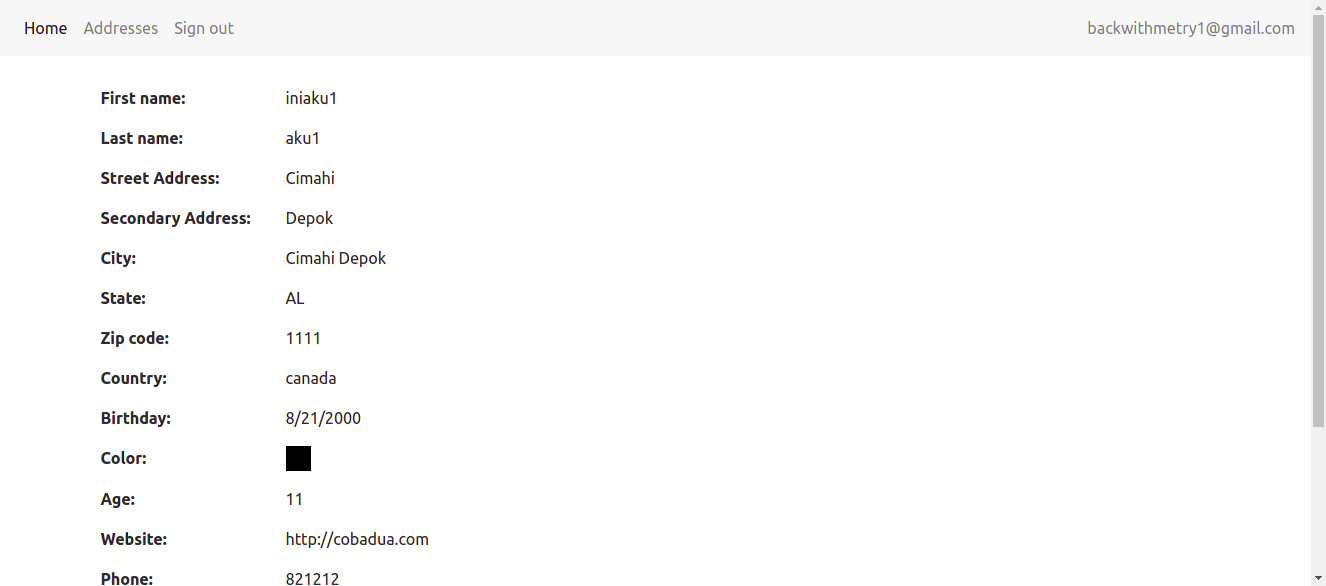 Home Addresses Sign out backwithmetry1@gmail.com
First name: iniaku1
Last name: aku1
Street Address: Cimahi
Secondary Address: Depok
City: Cimahi Depok
State: AL
Zip code: 1111
Country: canada
Birthday: 8/21/2000
Color:
Age: 11
Website: http://cobadua.com
Phone: 821212